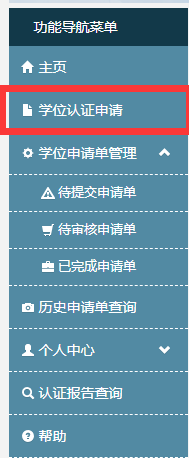 功能导航菜单
主页
学位认证申请
学位申请单管理
待提交申请单
待审核申请单
已完成申请单
历史申请单查询
个人中心
认证报告查询
帮助